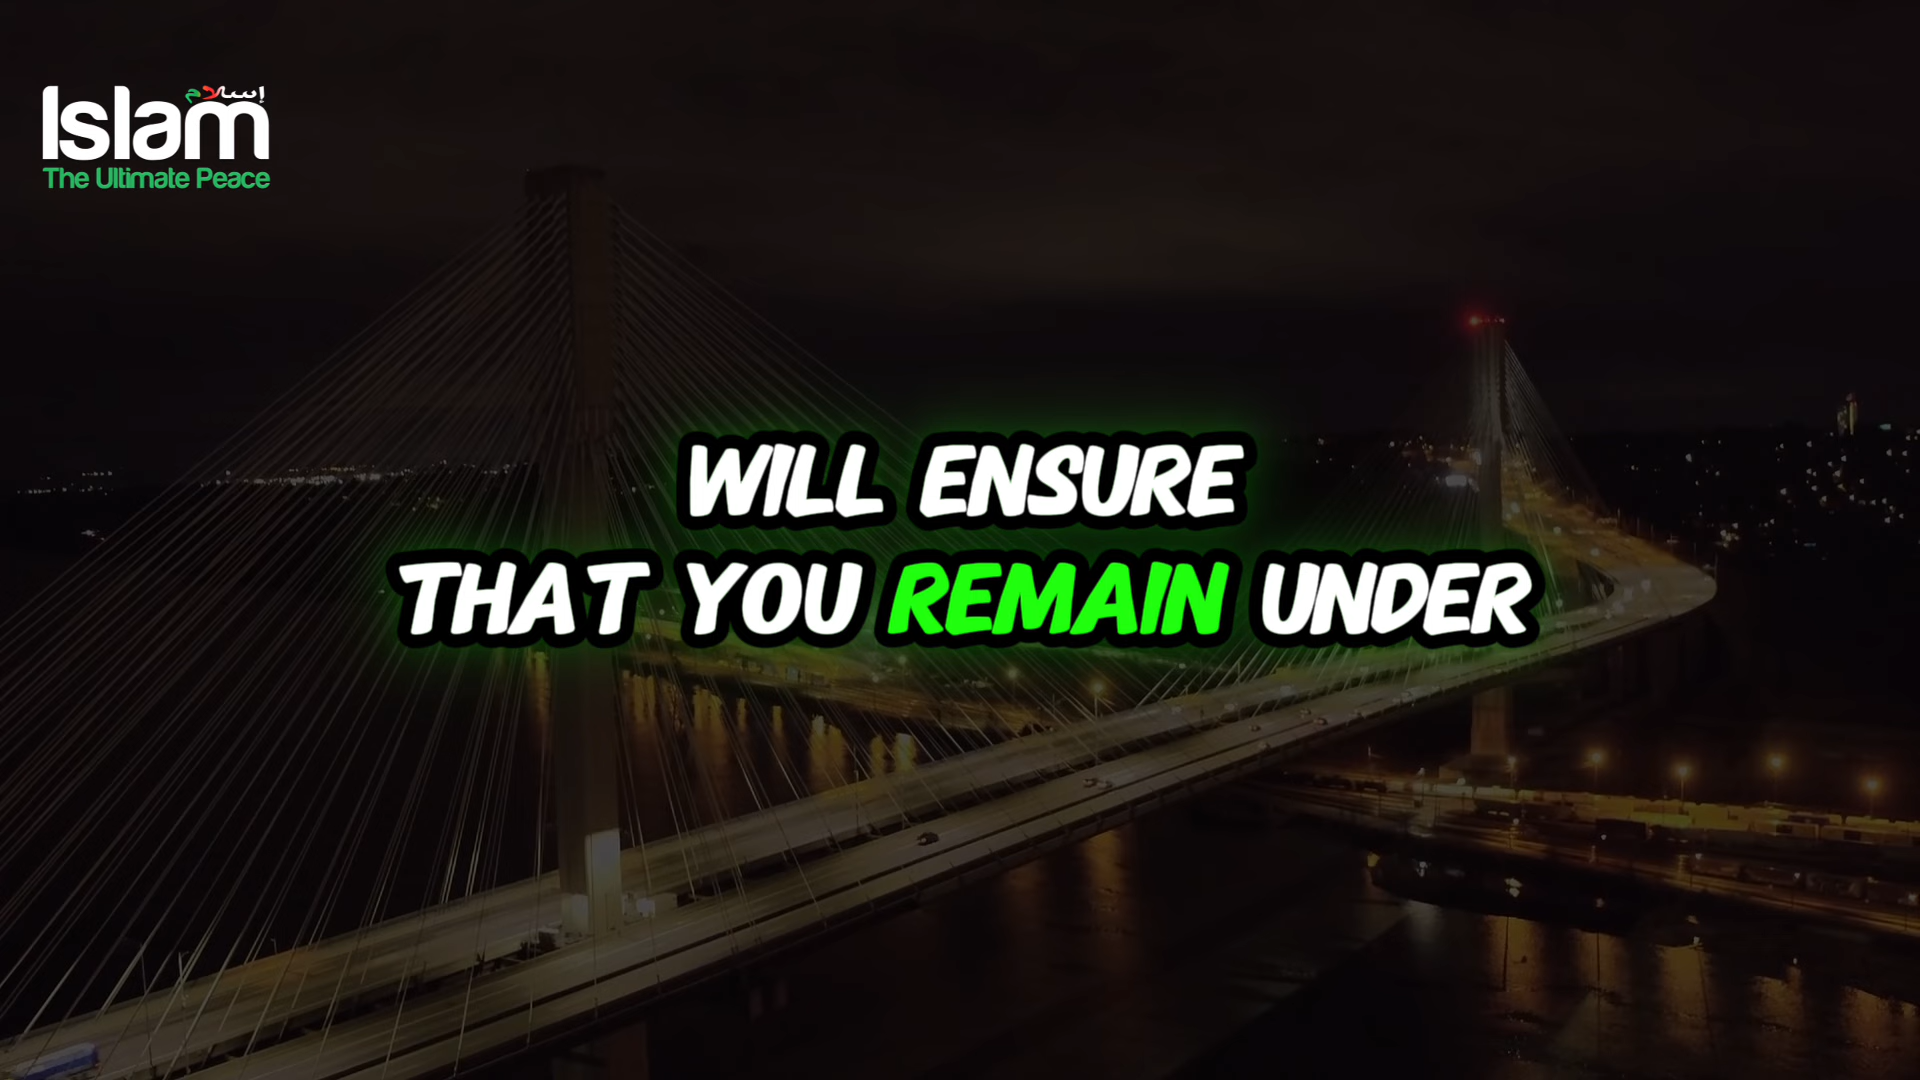 إسلام
Islam
The Ultimate Peace
WILL ENSURE
THAT YOU REMAIN UNDER